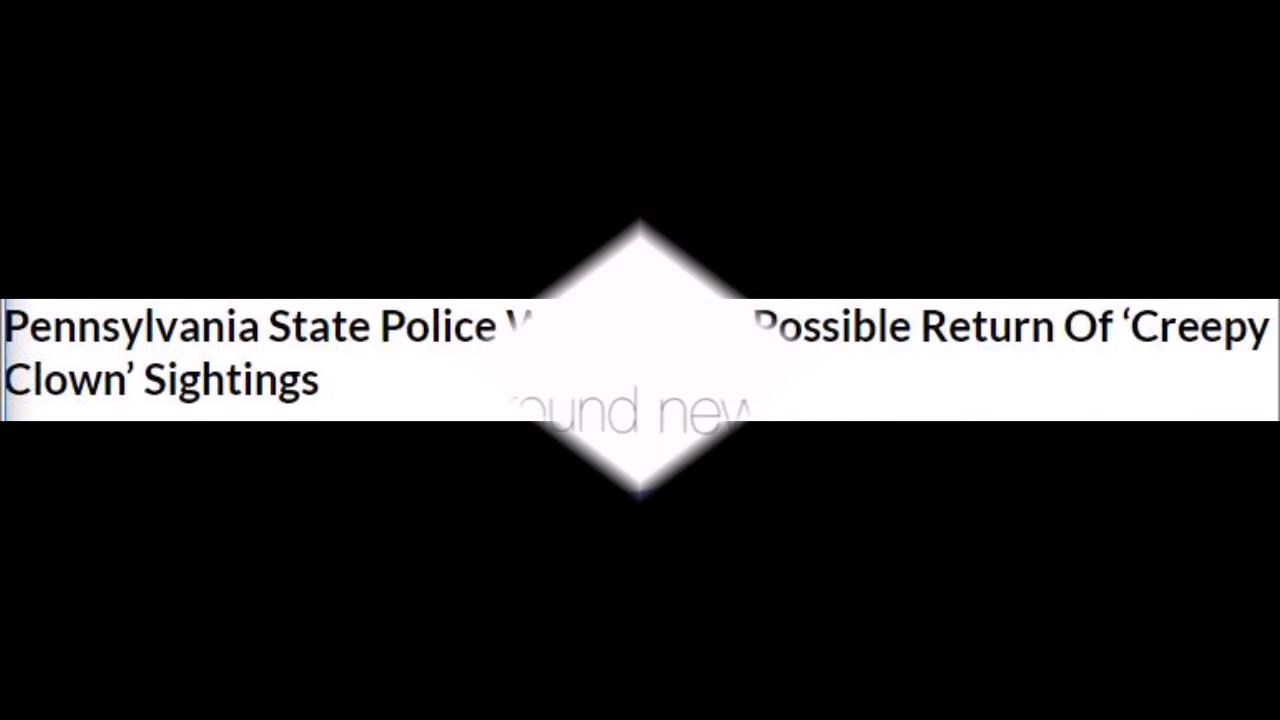 Pennsylvania State Police Possible Return Of ‘Creepy
Clown’ Sightings